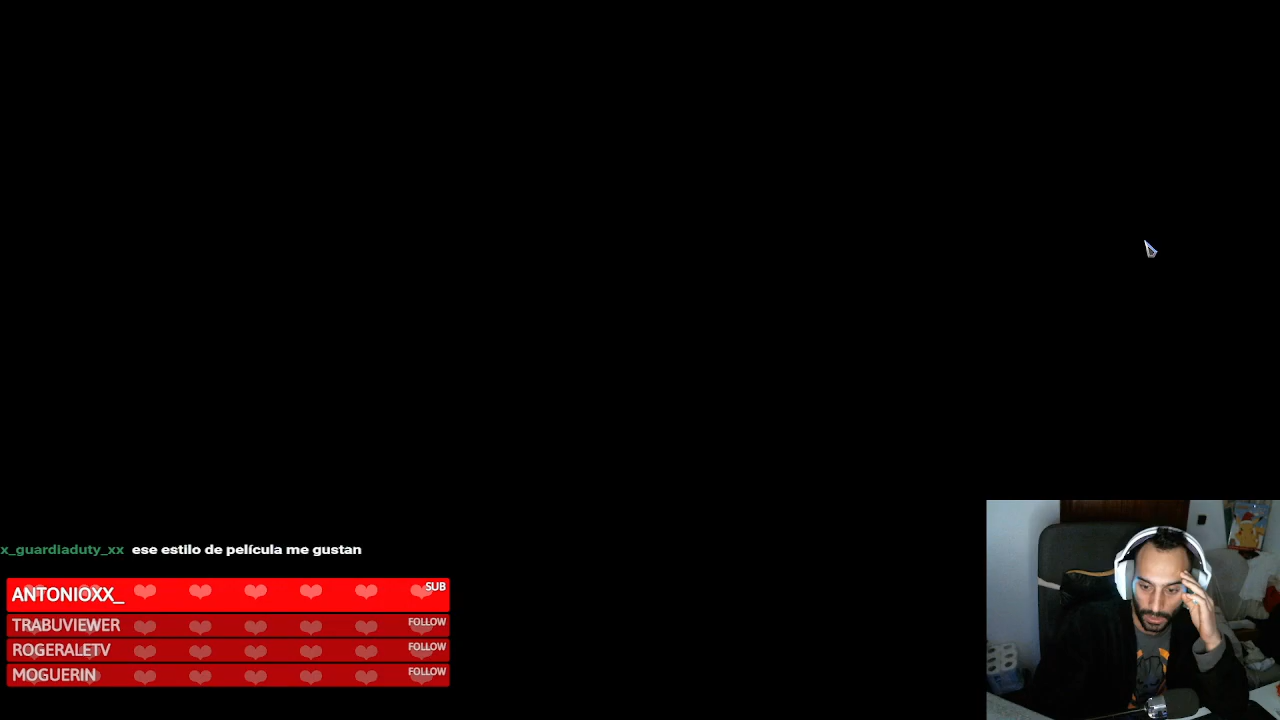 x_guardiaduty_xx ese estilo de película me gustan
ANTONIOXX_ SUB
TRABUVIEWER FOLLOW
ROGERALETV FOLLOW
MOGUERIN FOLLOW